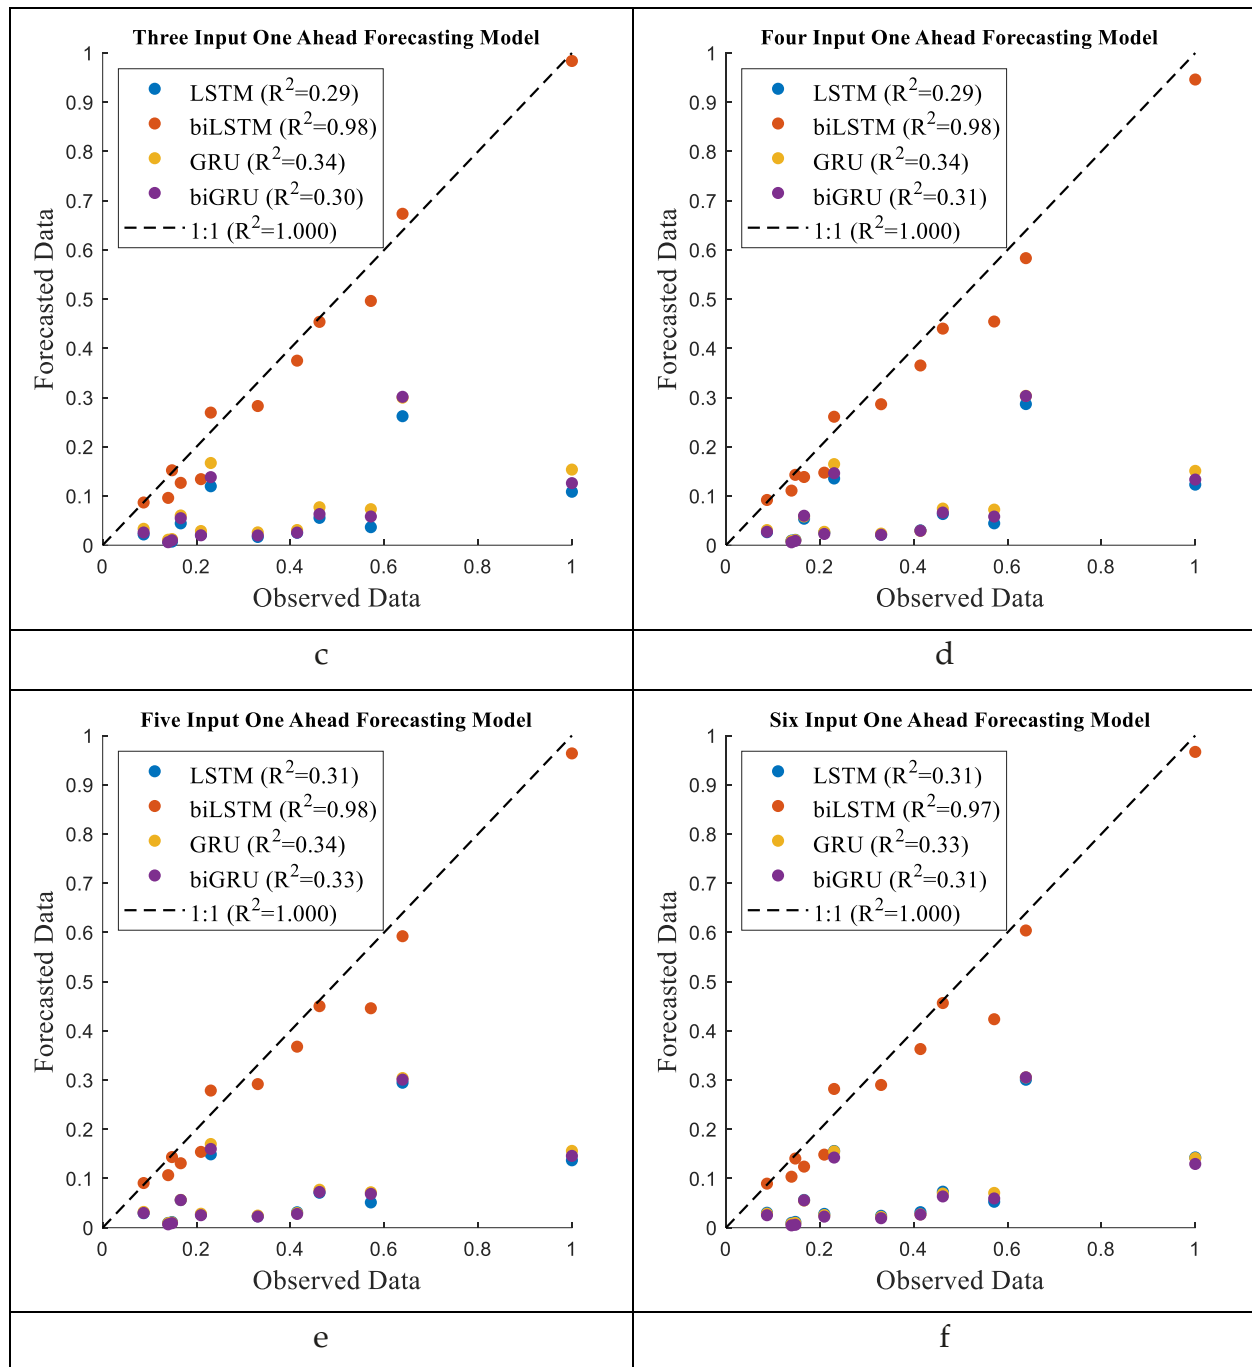 Three Input One Ahead Forecasting Model
1
0.9
0.8
0.7
0.6
0.5
0.4
0.3
0.2
0.1
0
LSTM (R²=0.29)
biLSTM (R²=0.98)
GRU (R²=0.34)
biGRU (R²=0.30)
1:1 (R²=1.000)
Forecasted Data
0 0.2 0.4 0.6 0.8 1
Observed Data
Four Input One Ahead Forecasting Model
1
0.9
0.8
0.7
0.6
0.5
0.4
0.3
0.2
0.1
0
LSTM (R²=0.29)
biLSTM (R²=0.98)
GRU (R²=0.34)
biGRU (R²=0.31)
1:1 (R²=1.000)
Forecasted Data
0 0.2 0.4 0.6 0.8 1
Observed Data
c
d
Five Input One Ahead Forecasting Model
1
0.9
0.8
0.7
0.6
0.5
0.4
0.3
0.2
0.1
0
LSTM (R²=0.31)
biLSTM (R²=0.98)
GRU (R²=0.34)
biGRU (R²=0.33)
1:1 (R²=1.000)
Forecasted Data
0 0.2 0.4 0.6 0.8 1
Observed Data
Six Input One Ahead Forecasting Model
1
0.9
0.8
0.7
0.6
0.5
0.4
0.3
0.2
0.1
0
LSTM (R²=0.31)
biLSTM (R²=0.97)
GRU (R²=0.33)
biGRU (R²=0.31)
1:1 (R²=1.000)
Forecasted Data
0 0.2 0.4 0.6 0.8 1
Observed Data
e
f